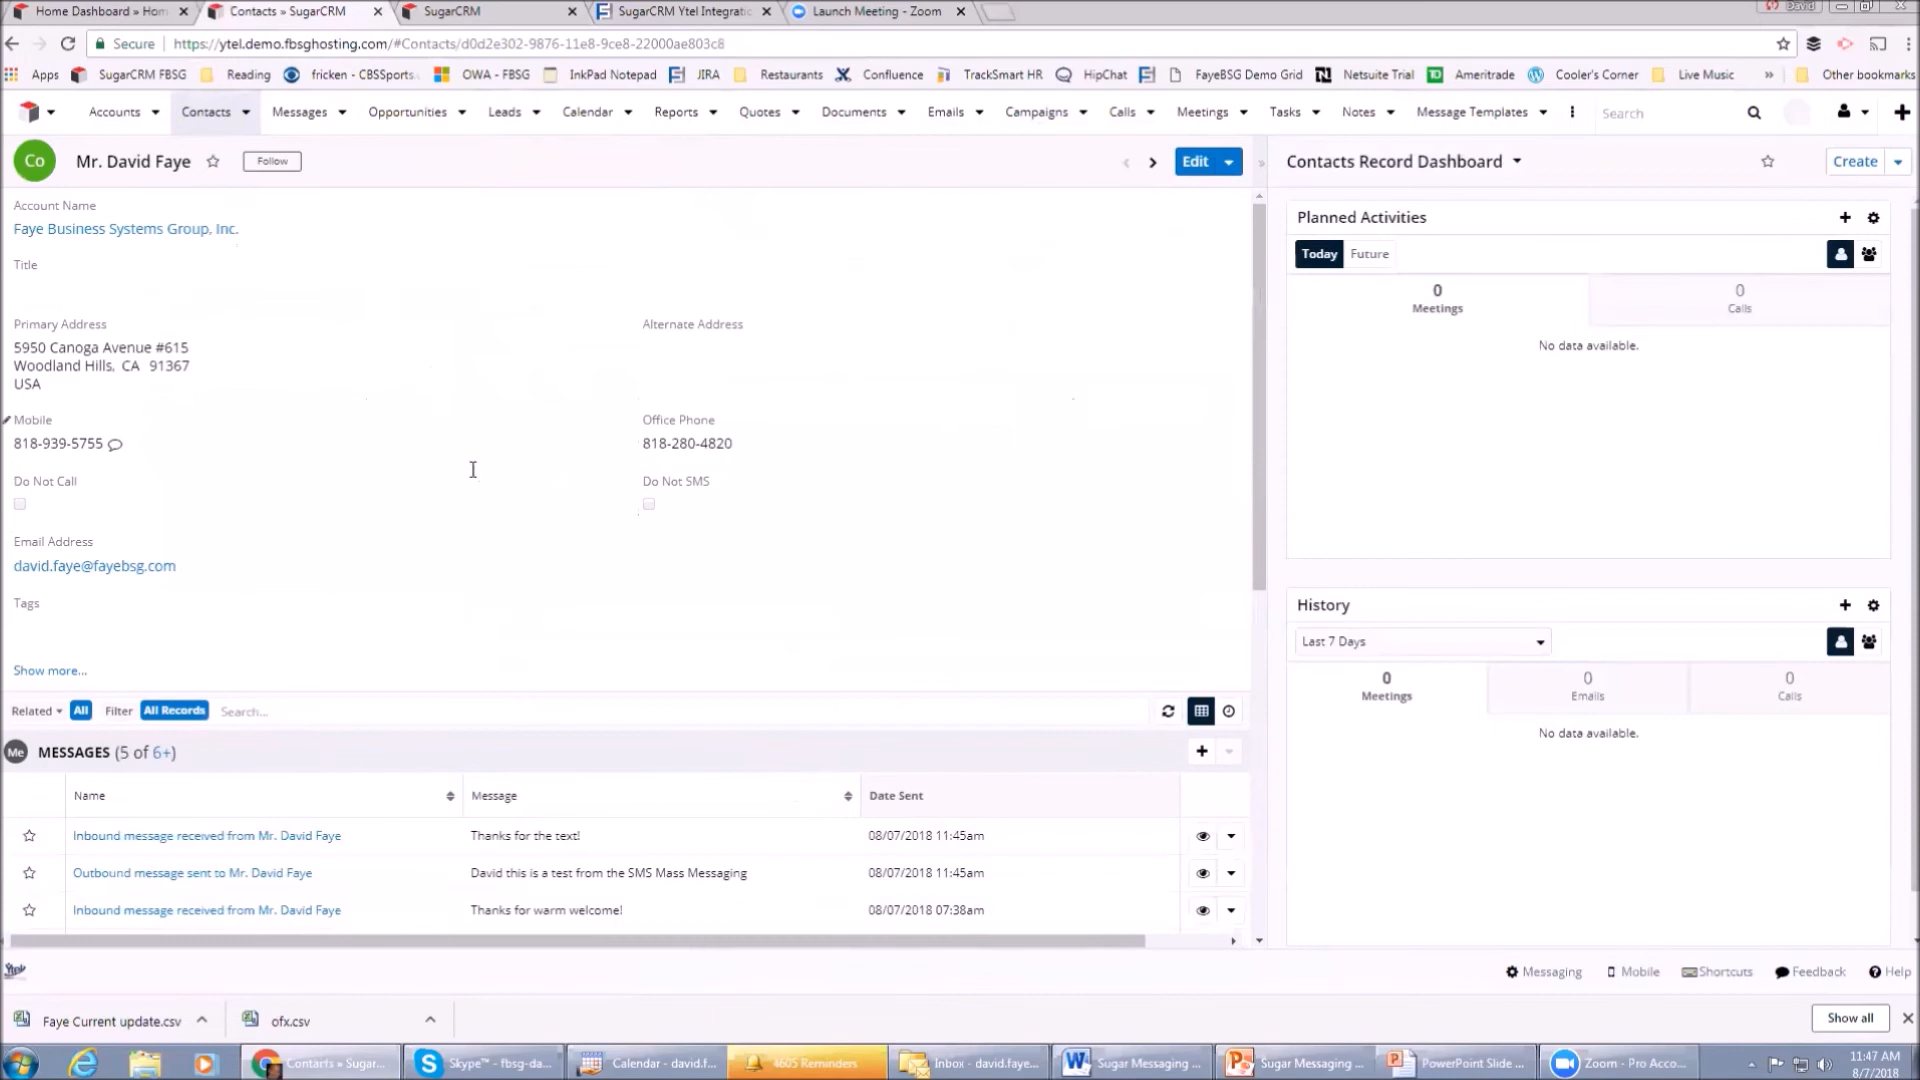 Home Dashboard » Hom
Contacts » SugarCRM
SugarCRM
SugarCRM Ytel Integratic
Launch Meeting - Zoom
David
Secure
https://ytel.demo.fbsghosting.com/#Contacts/d0d2e302-9876-11e8-9ce8-22000ae803c8
Apps
SugarCRM FBSG
Reading
fricken - CBSSports.
OWA - FBSG
InkPad Notepad
JIRA
Restaurants
Confluence
TrackSmart HR
HipChat
FayeBSG Demo Grid
Netsuite Trial
Ameritrade
Cooler's Corner
Live Music
»
Other bookmarks
Accounts
Contacts
Messages
Opportunities
Leads
Calendar
Reports
Quotes
Documents
Emails
Campaigns
Calls
Meetings
Tasks
Notes
Message Templates
Search
Co
Mr. David Faye
Follow
Edit
Contacts Record Dashboard
Create
Account Name
Faye Business Systems Group, Inc.
Title
Primary Address
5950 Canoga Avenue #615
Woodland Hills, CA 91367
USA
Alternate Address
Mobile
818-939-5755
Office Phone
818-280-4820
Do Not Call
Do Not SMS
Email Address
david.faye@fayebsg.com
Tags
Show more...
Planned Activities
Today
Future
0
Meetings
0
Calls
No data available.
History
Last 7 Days
0
Meetings
0
Emails
0
Calls
No data available.
Related
All
Filter
All Records
Search...
Me
MESSAGES (5 of 6+)
Name
Message
Date Sent
Inbound message received from Mr. David Faye
Thanks for the text!
08/07/2018 11:45am
Outbound message sent to Mr. David Faye
David this is a test from the SMS Mass Messaging
08/07/2018 11:45am
Inbound message received from Mr. David Faye
Thanks for warm welcome!
08/07/2018 07:38am
Ytel
Messaging
Mobile
Shortcuts
Feedback
Help
Faye Current update.csv
ofx.csv
Show all
Contacts » Sugar...
Skype™ - fbsg-da...
Calendar - david.f...
4605 Reminders
Inbox - david.faye...
Sugar Messaging ...
Sugar Messaging ...
PowerPoint Slide ...
Zoom - Pro Acco...
11:47 AM
8/7/2018